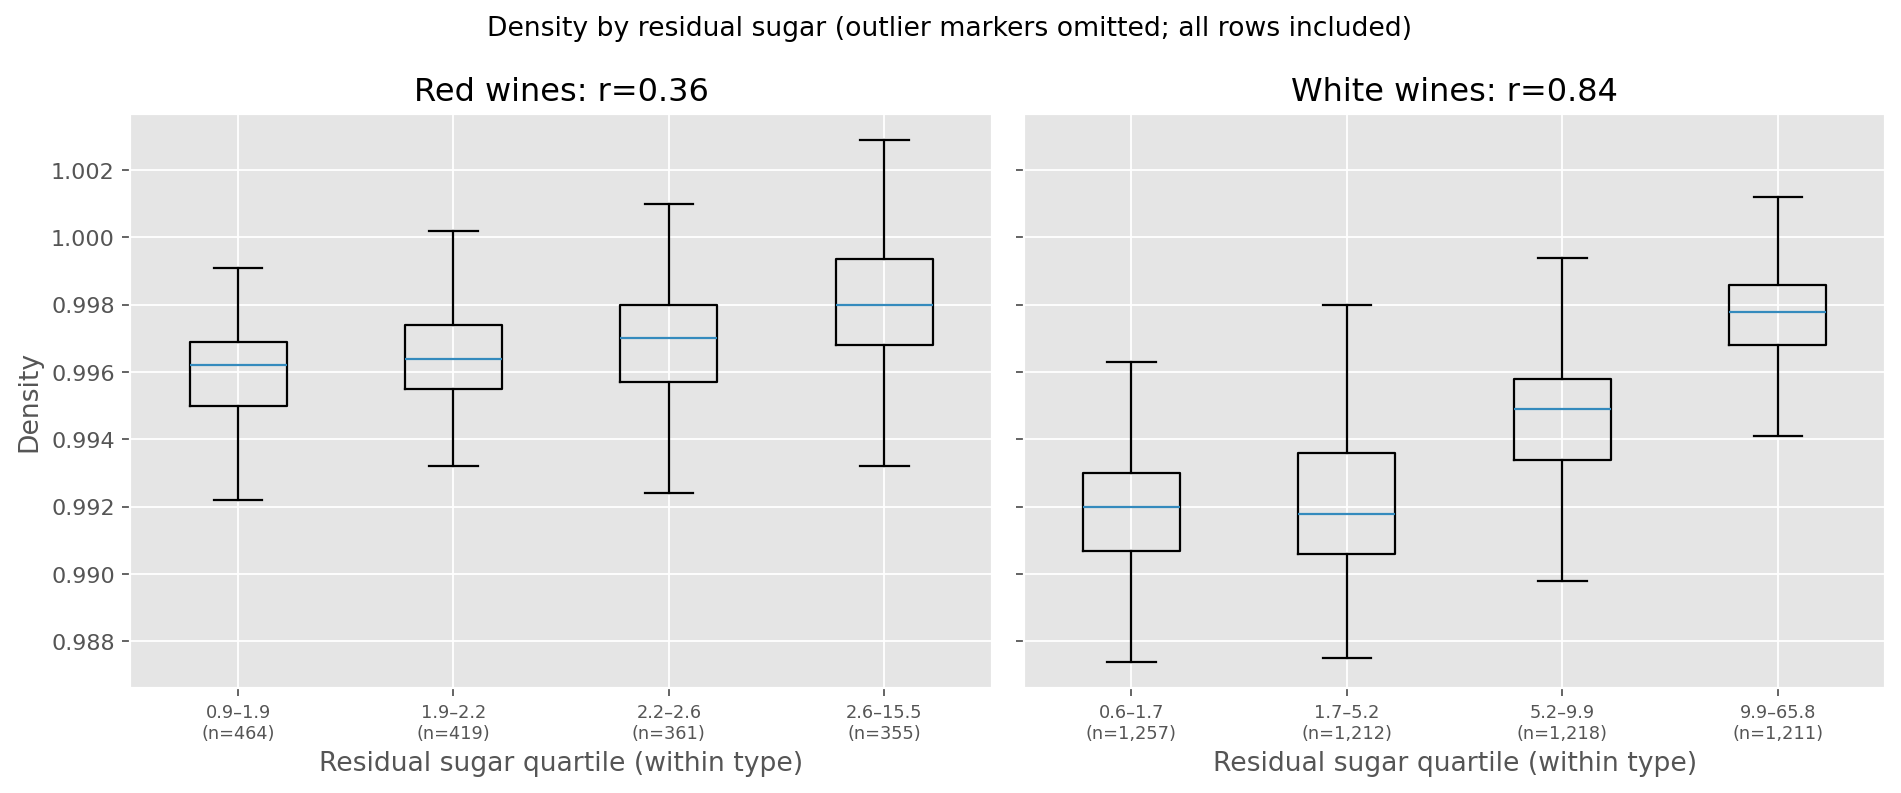 Density by residual sugar (outlier markers omitted; all rows included)
Red wines: r=0.36
Density
1.002
1.000
0.998
0.996
0.994
0.992
0.990
0.988
0.9–1.9
(n=464)
1.9–2.2
(n=419)
2.2–2.6
(n=361)
2.6–15.5
(n=355)
Residual sugar quartile (within type)
White wines: r=0.84
0.6–1.7
(n=1,257)
1.7–5.2
(n=1,212)
5.2–9.9
(n=1,218)
9.9–65.8
(n=1,211)
Residual sugar quartile (within type)